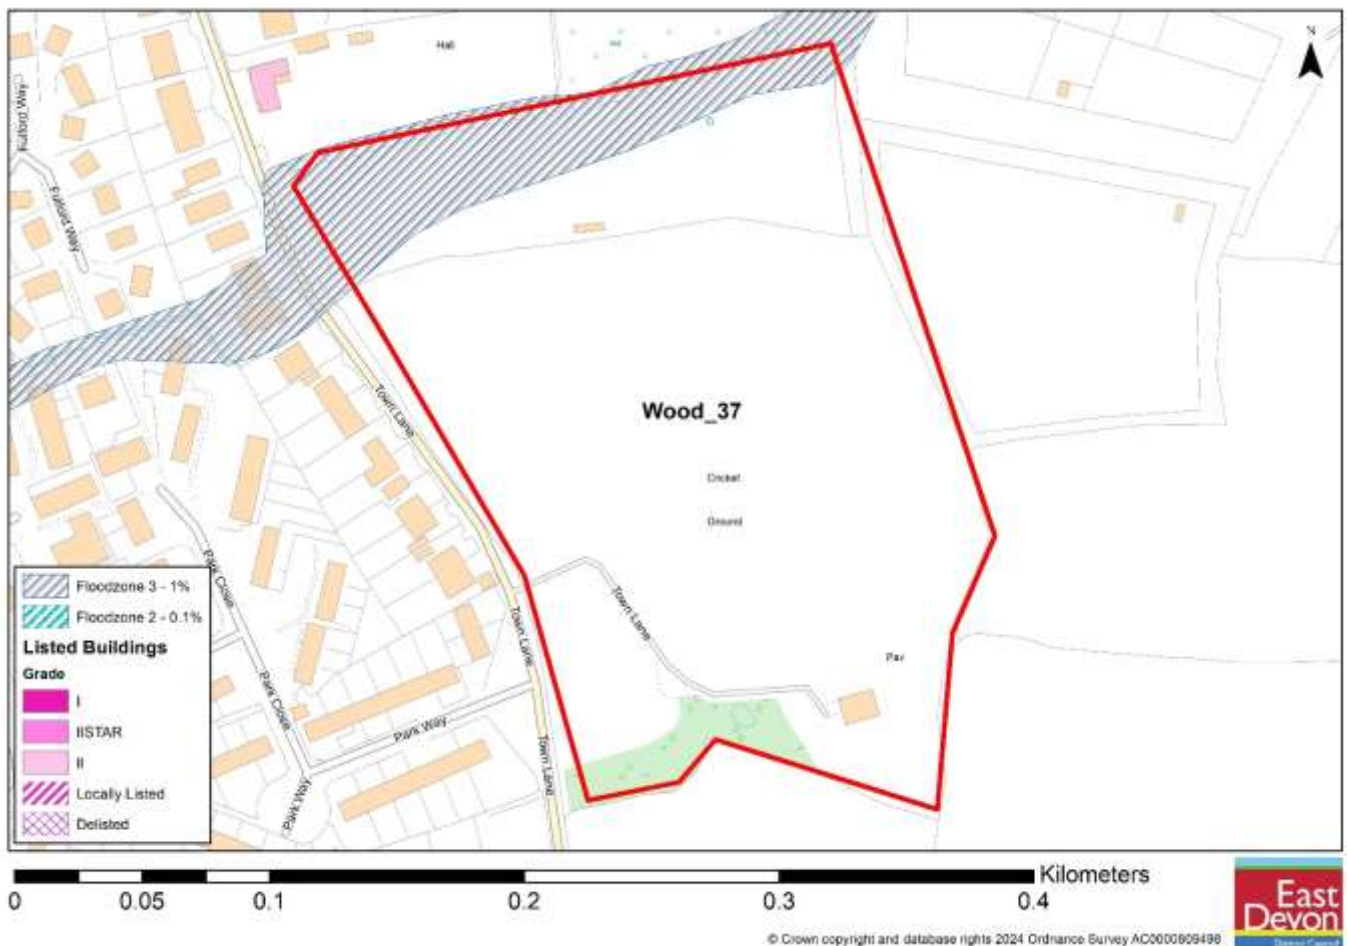 Hall
N
Fulford Way
Fulford Way
Town Lane
Wood_37
Cricket
Ground
Park Close
Town Lane
Town Lane
Pav
Park Close
Park Way
Town Lane
Park Way
Floodzone 3 - 1%
Floodzone 2 - 0.1%
Listed Buildings
Grade
I
IISTAR
II
Locally Listed
Delisted
Kilometers
0 0.05 0.1 0.2 0.3 0.4
East
Devon
District Council
© Crown copyright and database rights 2024 Ordnance Survey AC0000809498